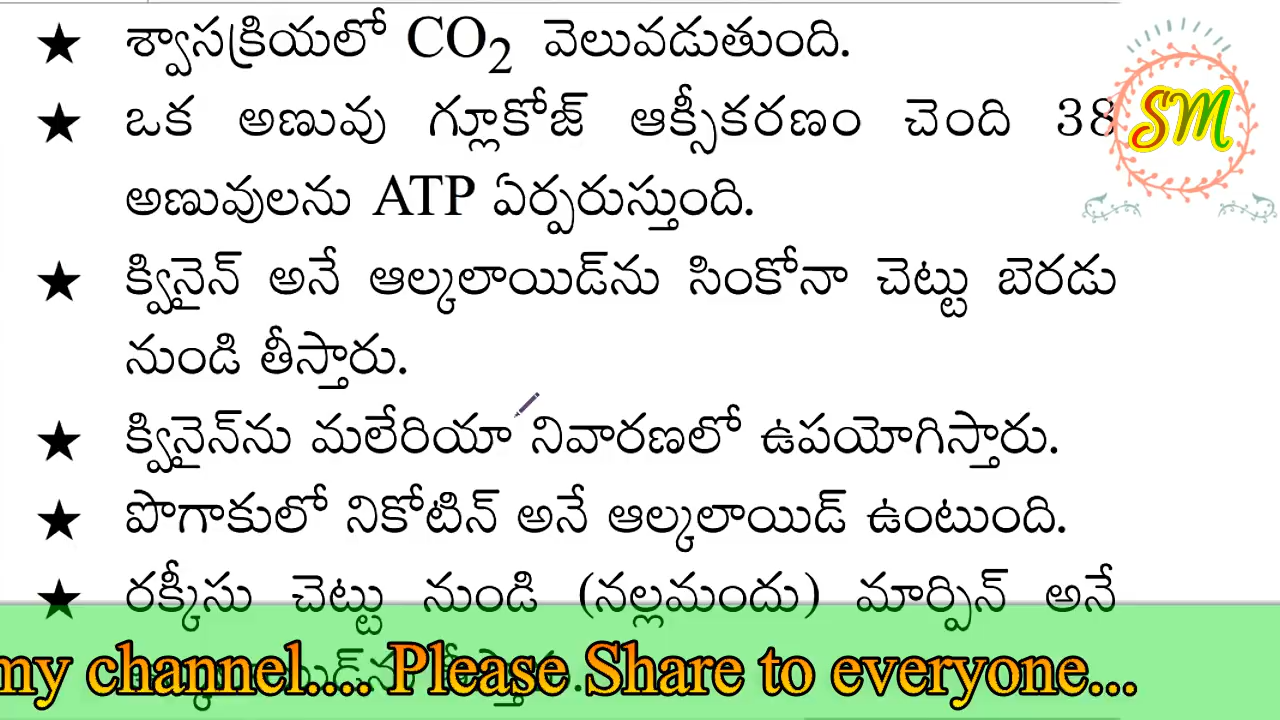 ★ శ్వాసక్రియలో CO₂ వెలువడుతుంది.
★ ఒక అణువు గ్లూకోజ్ ఆక్సీకరణం చెంది 38
అణువులను ATP ఏర్పరుస్తుంది.
★ క్వినైన్ అనే ఆల్కలాయిడ్‌ను సింకోనా చెట్టు బెరడు
నుండి తీస్తారు.
★ క్వినైన్‌ను మలేరియా నివారణలో ఉపయోగిస్తారు.
★ పొగాకులో నికోటిన్ అనే ఆల్కలాయిడ్ ఉంటుంది.
★ రక్కీసు చెట్టు నుండి (నల్లమందు) మార్ఫిన్ అనే
my channel.... Please Share to everyone...
SM